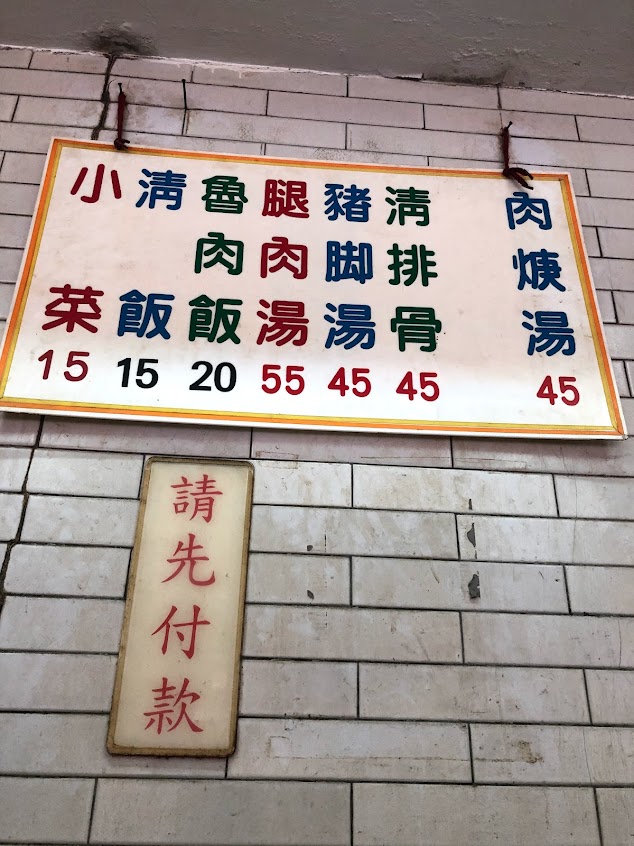 肉焿湯 45
清排骨 45
豬脚湯 45
腿肉湯 55
魯肉飯 20
清飯 15
小菜 15
請先付款